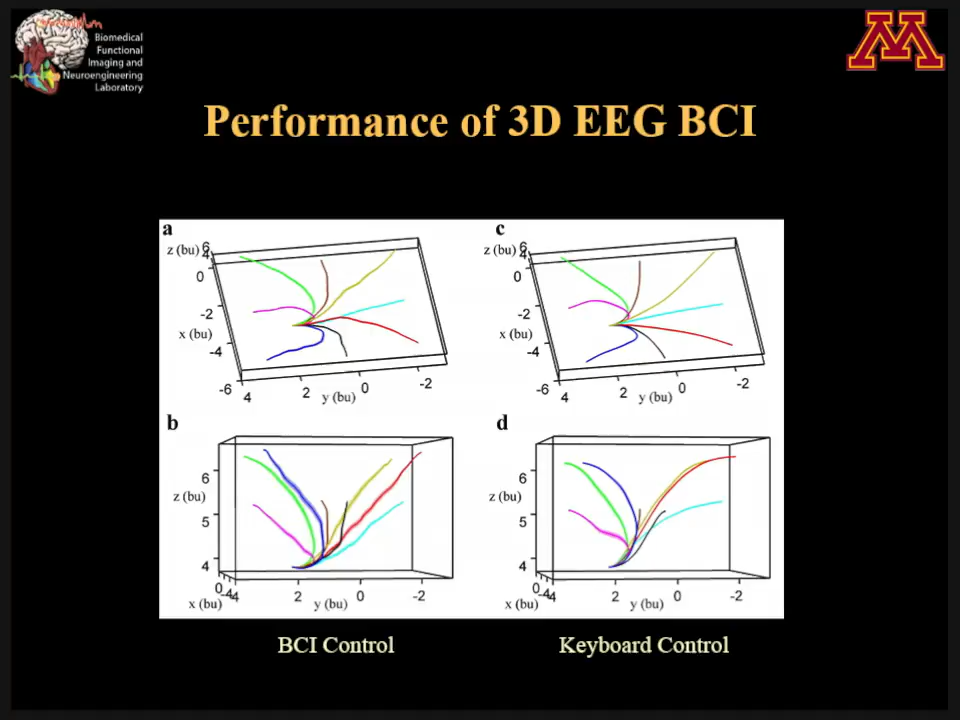 Biomedical
Functional
Imaging and
Neuroengineering
Laboratory
M
Performance of 3D EEG BCI
a
z (bu)
6
4
0
-2
x (bu)
-4
-6
4
2
y (bu)
0
-2
c
z (bu)
6
4
0
-2
x (bu)
-4
-6
4
2
y (bu)
0
-2
b
6
z (bu)
5
4
0
-4
x (bu)
4
2
y (bu)
0
-2
d
6
z (bu)
5
4
0
-4
x (bu)
4
2
y (bu)
0
-2
BCI Control
Keyboard Control